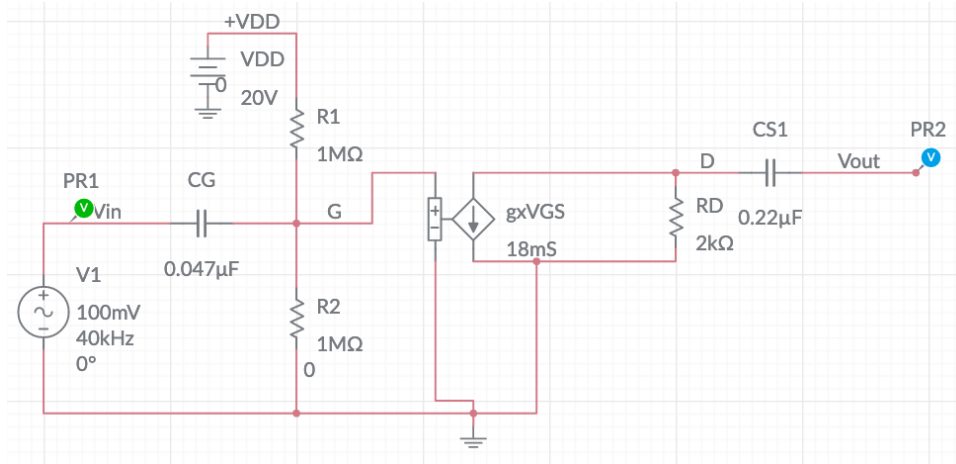 +VDD
VDD
0
20V
R1
1MΩ
CS1
PR2
V
D
Vout
PR1
V
Vin
CG
G
gxVGS
18mS
RD
2kΩ
0.22µF
0.047µF
V1
100mV
40kHz
0°
R2
1MΩ
0